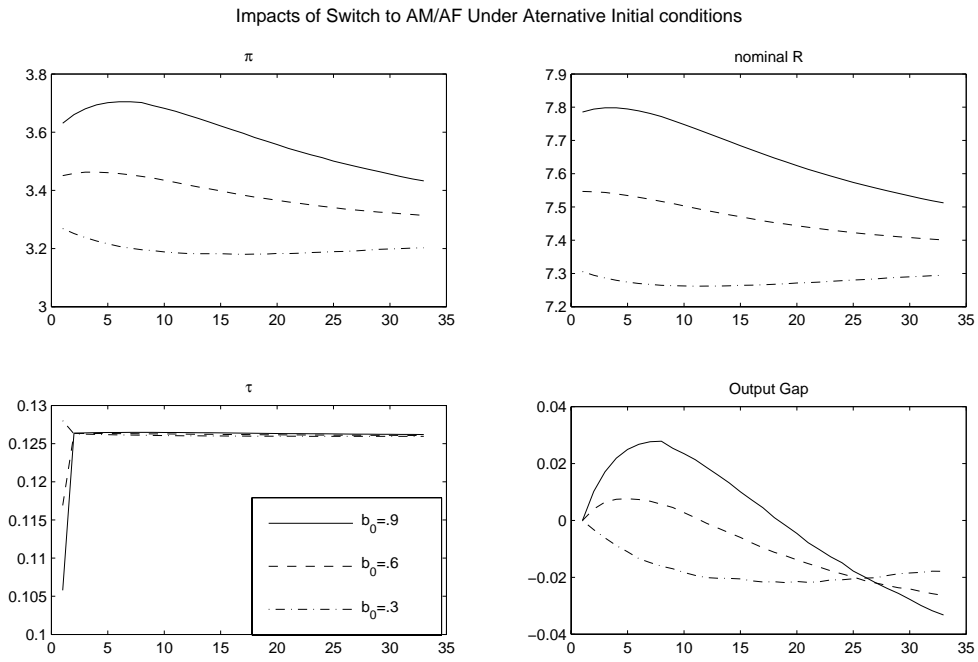 Impacts of Switch to AM/AF Under Aternative Initial conditions
π
3.8
3.6
3.4
3.2
3
0 5 10 15 20 25 30 35
nominal R
7.9
7.8
7.7
7.6
7.5
7.4
7.3
7.2
0 5 10 15 20 25 30 35
τ
0.13
0.125
0.12
0.115
0.11
0.105
0.1
0 5 10 15 20 25 30 35
b0=.9
b0=.6
b0=.3
Output Gap
0.04
0.02
0
−0.02
−0.04
0 5 10 15 20 25 30 35